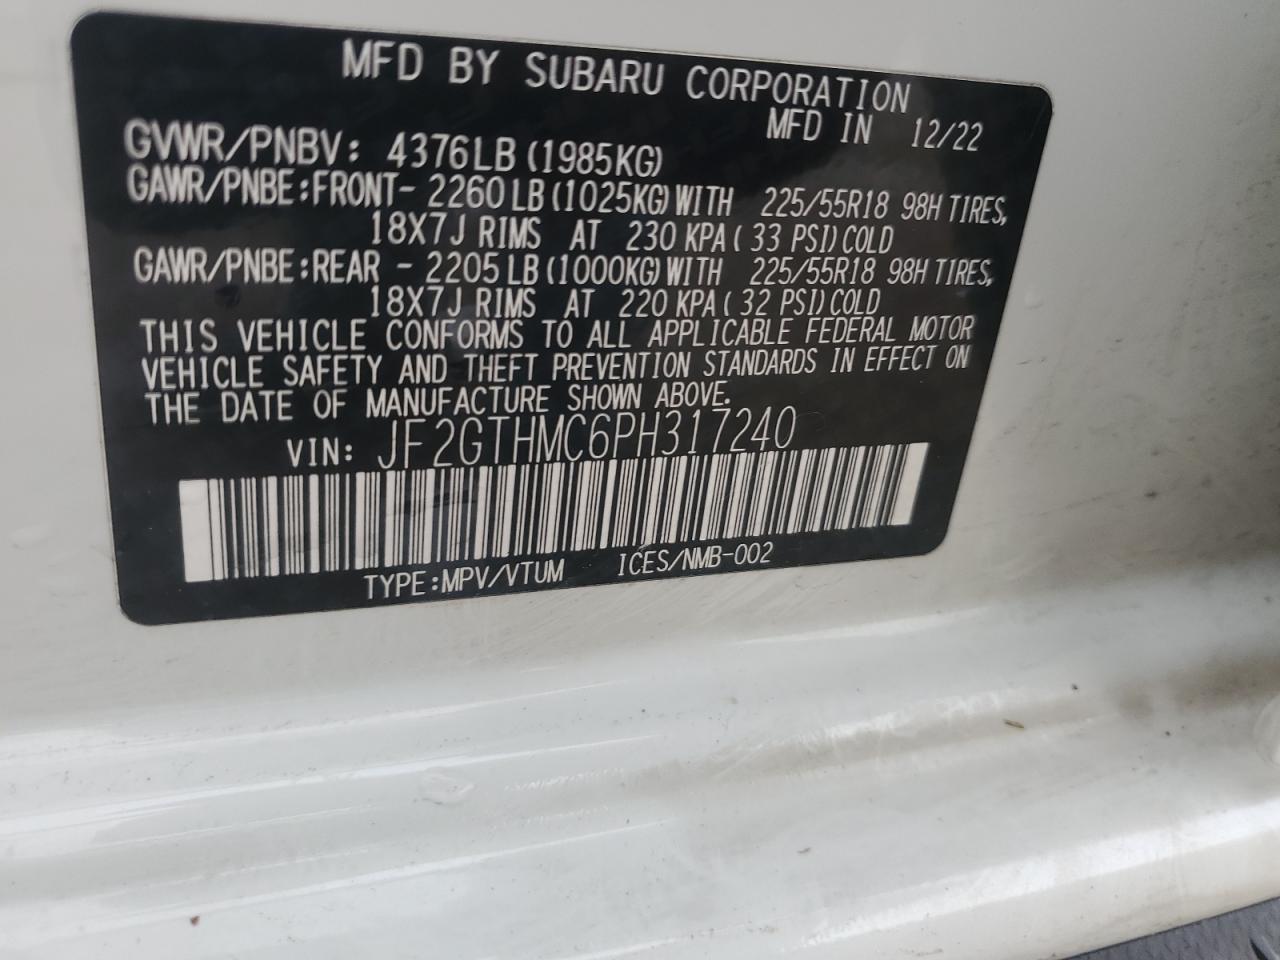 MFD BY SUBARU CORPORATION
MFD IN 12/22
GVWR/PNBV: 4376LB (1985KG)
GAWR/PNBE:FRONT- 2260 LB (1025KG) WITH 225/55R18 98H TIRES,
18X7J RIMS AT 230 KPA ( 33 PSI) COLD
GAWR/PNBE:REAR - 2205 LB (1000KG) WITH 225/55R18 98H TIRES,
18X7J RIMS AT 220 KPA ( 32 PSI) COLD
THIS VEHICLE CONFORMS TO ALL APPLICABLE FEDERAL MOTOR
VEHICLE SAFETY AND THEFT PREVENTION STANDARDS IN EFFECT ON
THE DATE OF MANUFACTURE SHOWN ABOVE.
VIN: JF2GTHMC6PH317240
TYPE:MPV/VTUM ICES/NMB-002